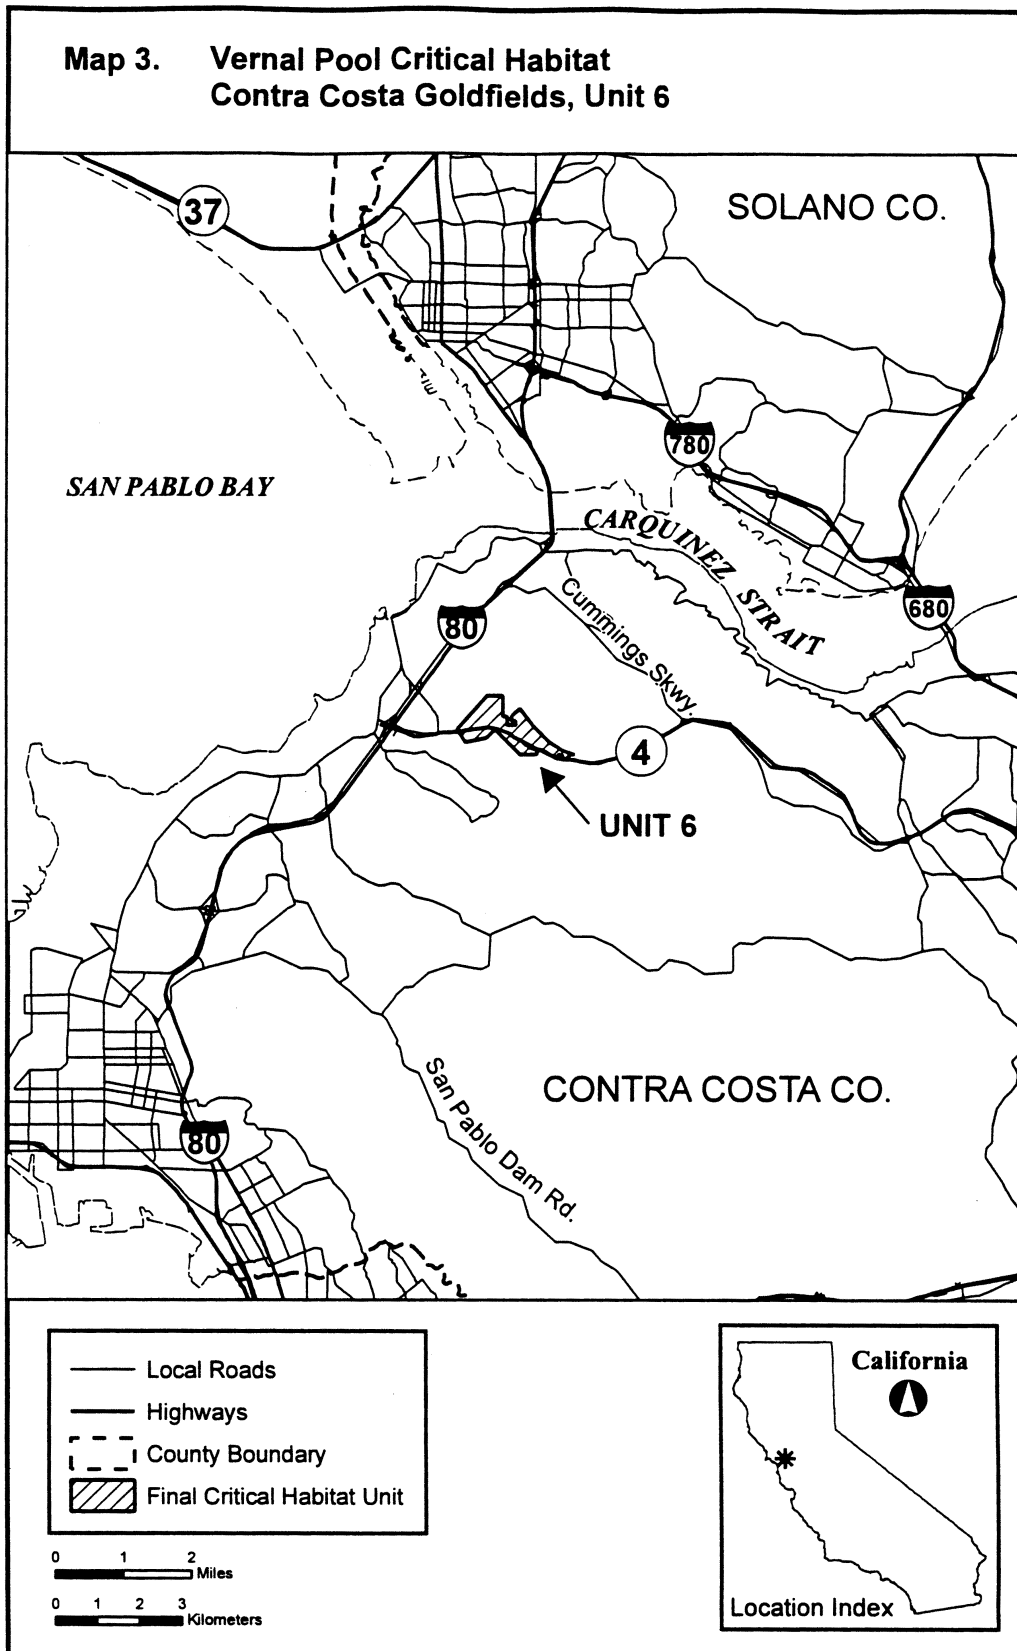 Map 3. Vernal Pool Critical Habitat
Contra Costa Goldfields, Unit 6
37
SOLANO CO.
780
SAN PABLO BAY
CARQUINEZ STRAIT
Cummings Skwy.
680
80
4
UNIT 6
San Pablo Dam Rd.
CONTRA COSTA CO.
80
Local Roads
Highways
County Boundary
Final Critical Habitat Unit
0 1 2
Miles
0 1 2 3
Kilometers
California
Location Index